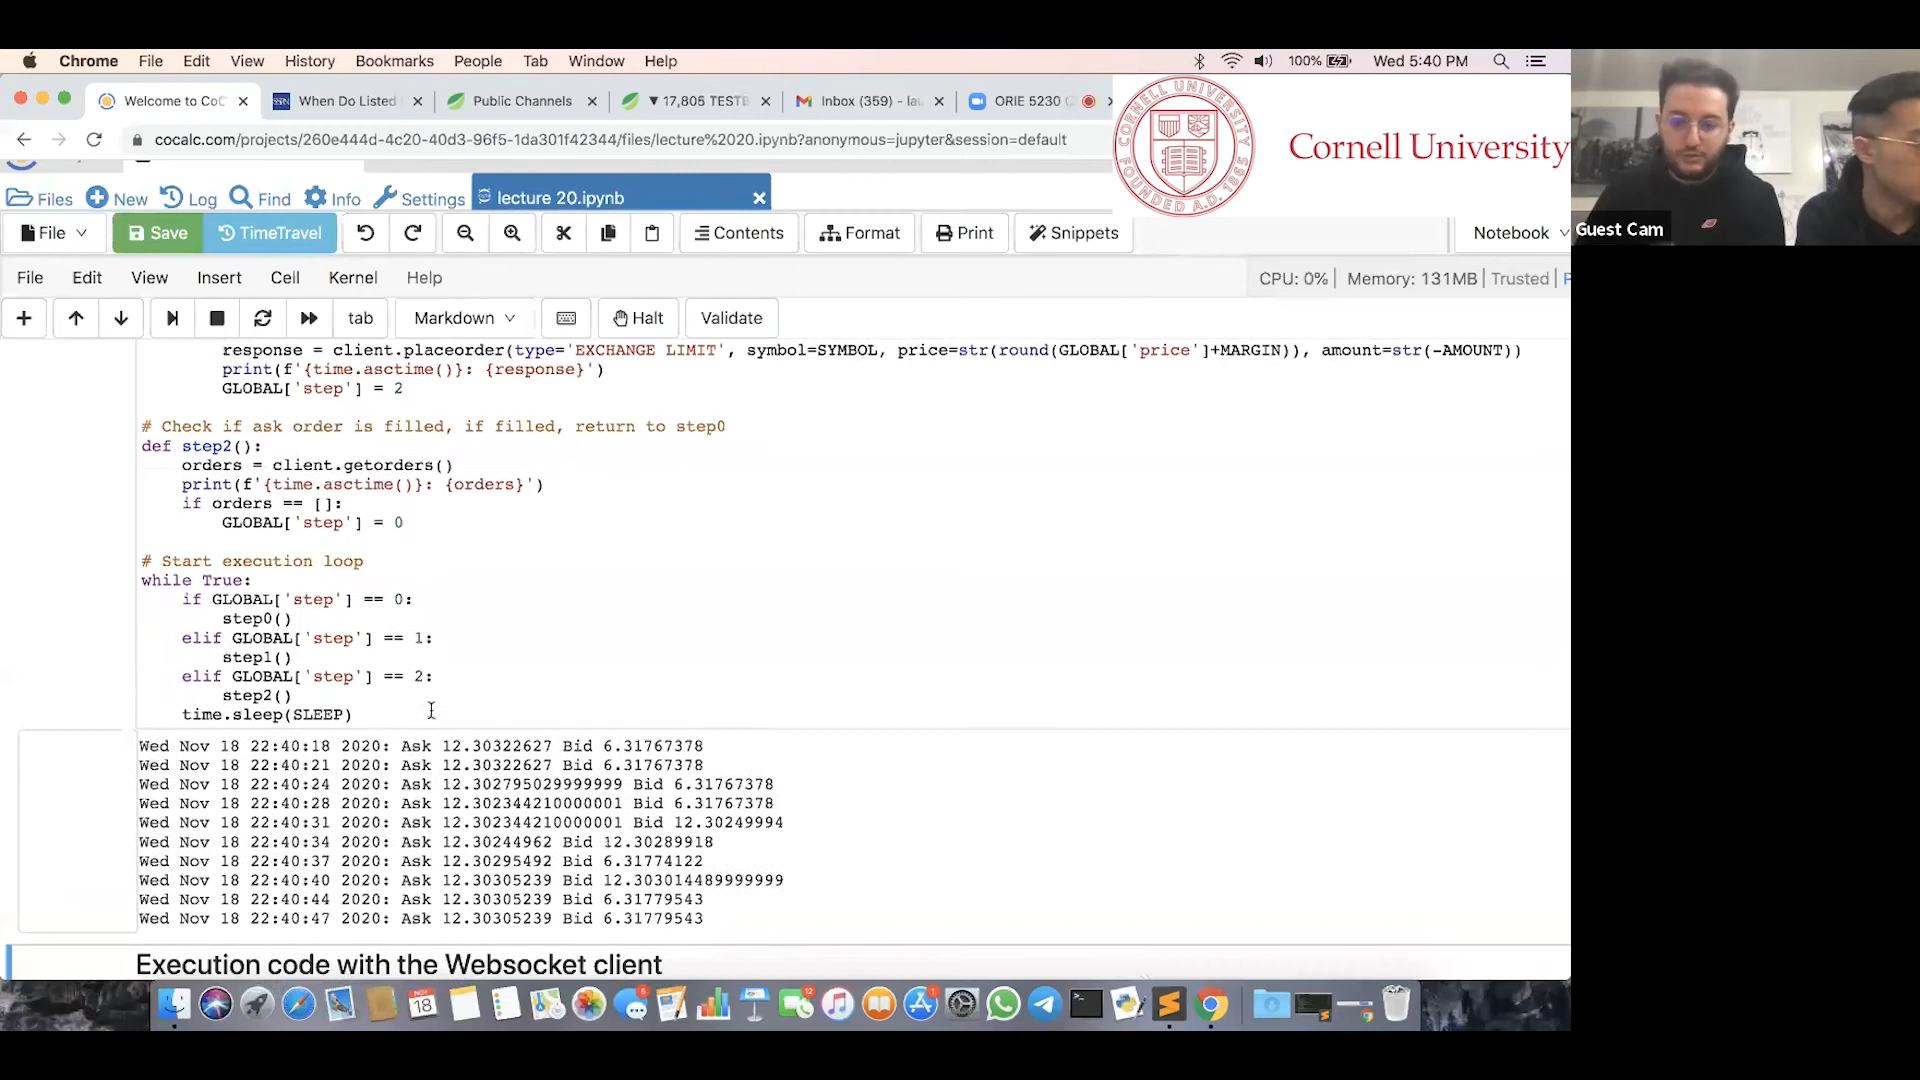 Chrome File Edit View History Bookmarks People Tab Window Help 100% Wed 5:40 PM
Welcome to CoC When Do Listed Public Channels ▼ 17,805 TESTB Inbox (359) - lau ORIE 5230 (
cocalc.com/projects/260e444d-4c20-40d3-96f5-1da301f42344/files/lecture%2020.ipynb?anonymous=jupyter&session=default
CORNELL UNIVERSITY FOUNDED A.D. 1865
Cornell University
Guest Cam
Files New Log Find Info Settings lecture 20.ipynb
File Save TimeTravel Contents Format Print Snippets Notebook
File Edit View Insert Cell Kernel Help CPU: 0% | Memory: 131MB | Trusted |
tab Markdown Halt Validate
response = client.placeorder(type='EXCHANGE LIMIT', symbol=SYMBOL, price=str(round(GLOBAL['price']+MARGIN)), amount=str(-AMOUNT))
print(f'{time.asctime()}: {response}')
GLOBAL['step'] = 2
# Check if ask order is filled, if filled, return to step0
def step2():
orders = client.getorders()
print(f'{time.asctime()}: {orders}')
if orders == []:
GLOBAL['step'] = 0
# Start execution loop
while True:
if GLOBAL['step'] == 0:
step0()
elif GLOBAL['step'] == 1:
step1()
elif GLOBAL['step'] == 2:
step2()
time.sleep(SLEEP)
Wed Nov 18 22:40:18 2020: Ask 12.30322627 Bid 6.31767378
Wed Nov 18 22:40:21 2020: Ask 12.30322627 Bid 6.31767378
Wed Nov 18 22:40:24 2020: Ask 12.302795029999999 Bid 6.31767378
Wed Nov 18 22:40:28 2020: Ask 12.302344210000001 Bid 6.31767378
Wed Nov 18 22:40:31 2020: Ask 12.302344210000001 Bid 12.30249994
Wed Nov 18 22:40:34 2020: Ask 12.30244962 Bid 12.30289918
Wed Nov 18 22:40:37 2020: Ask 12.30295492 Bid 6.31774122
Wed Nov 18 22:40:40 2020: Ask 12.30305239 Bid 12.303014489999999
Wed Nov 18 22:40:44 2020: Ask 12.30305239 Bid 6.31779543
Wed Nov 18 22:40:47 2020: Ask 12.30305239 Bid 6.31779543
Execution code with the Websocket client
NOV 18